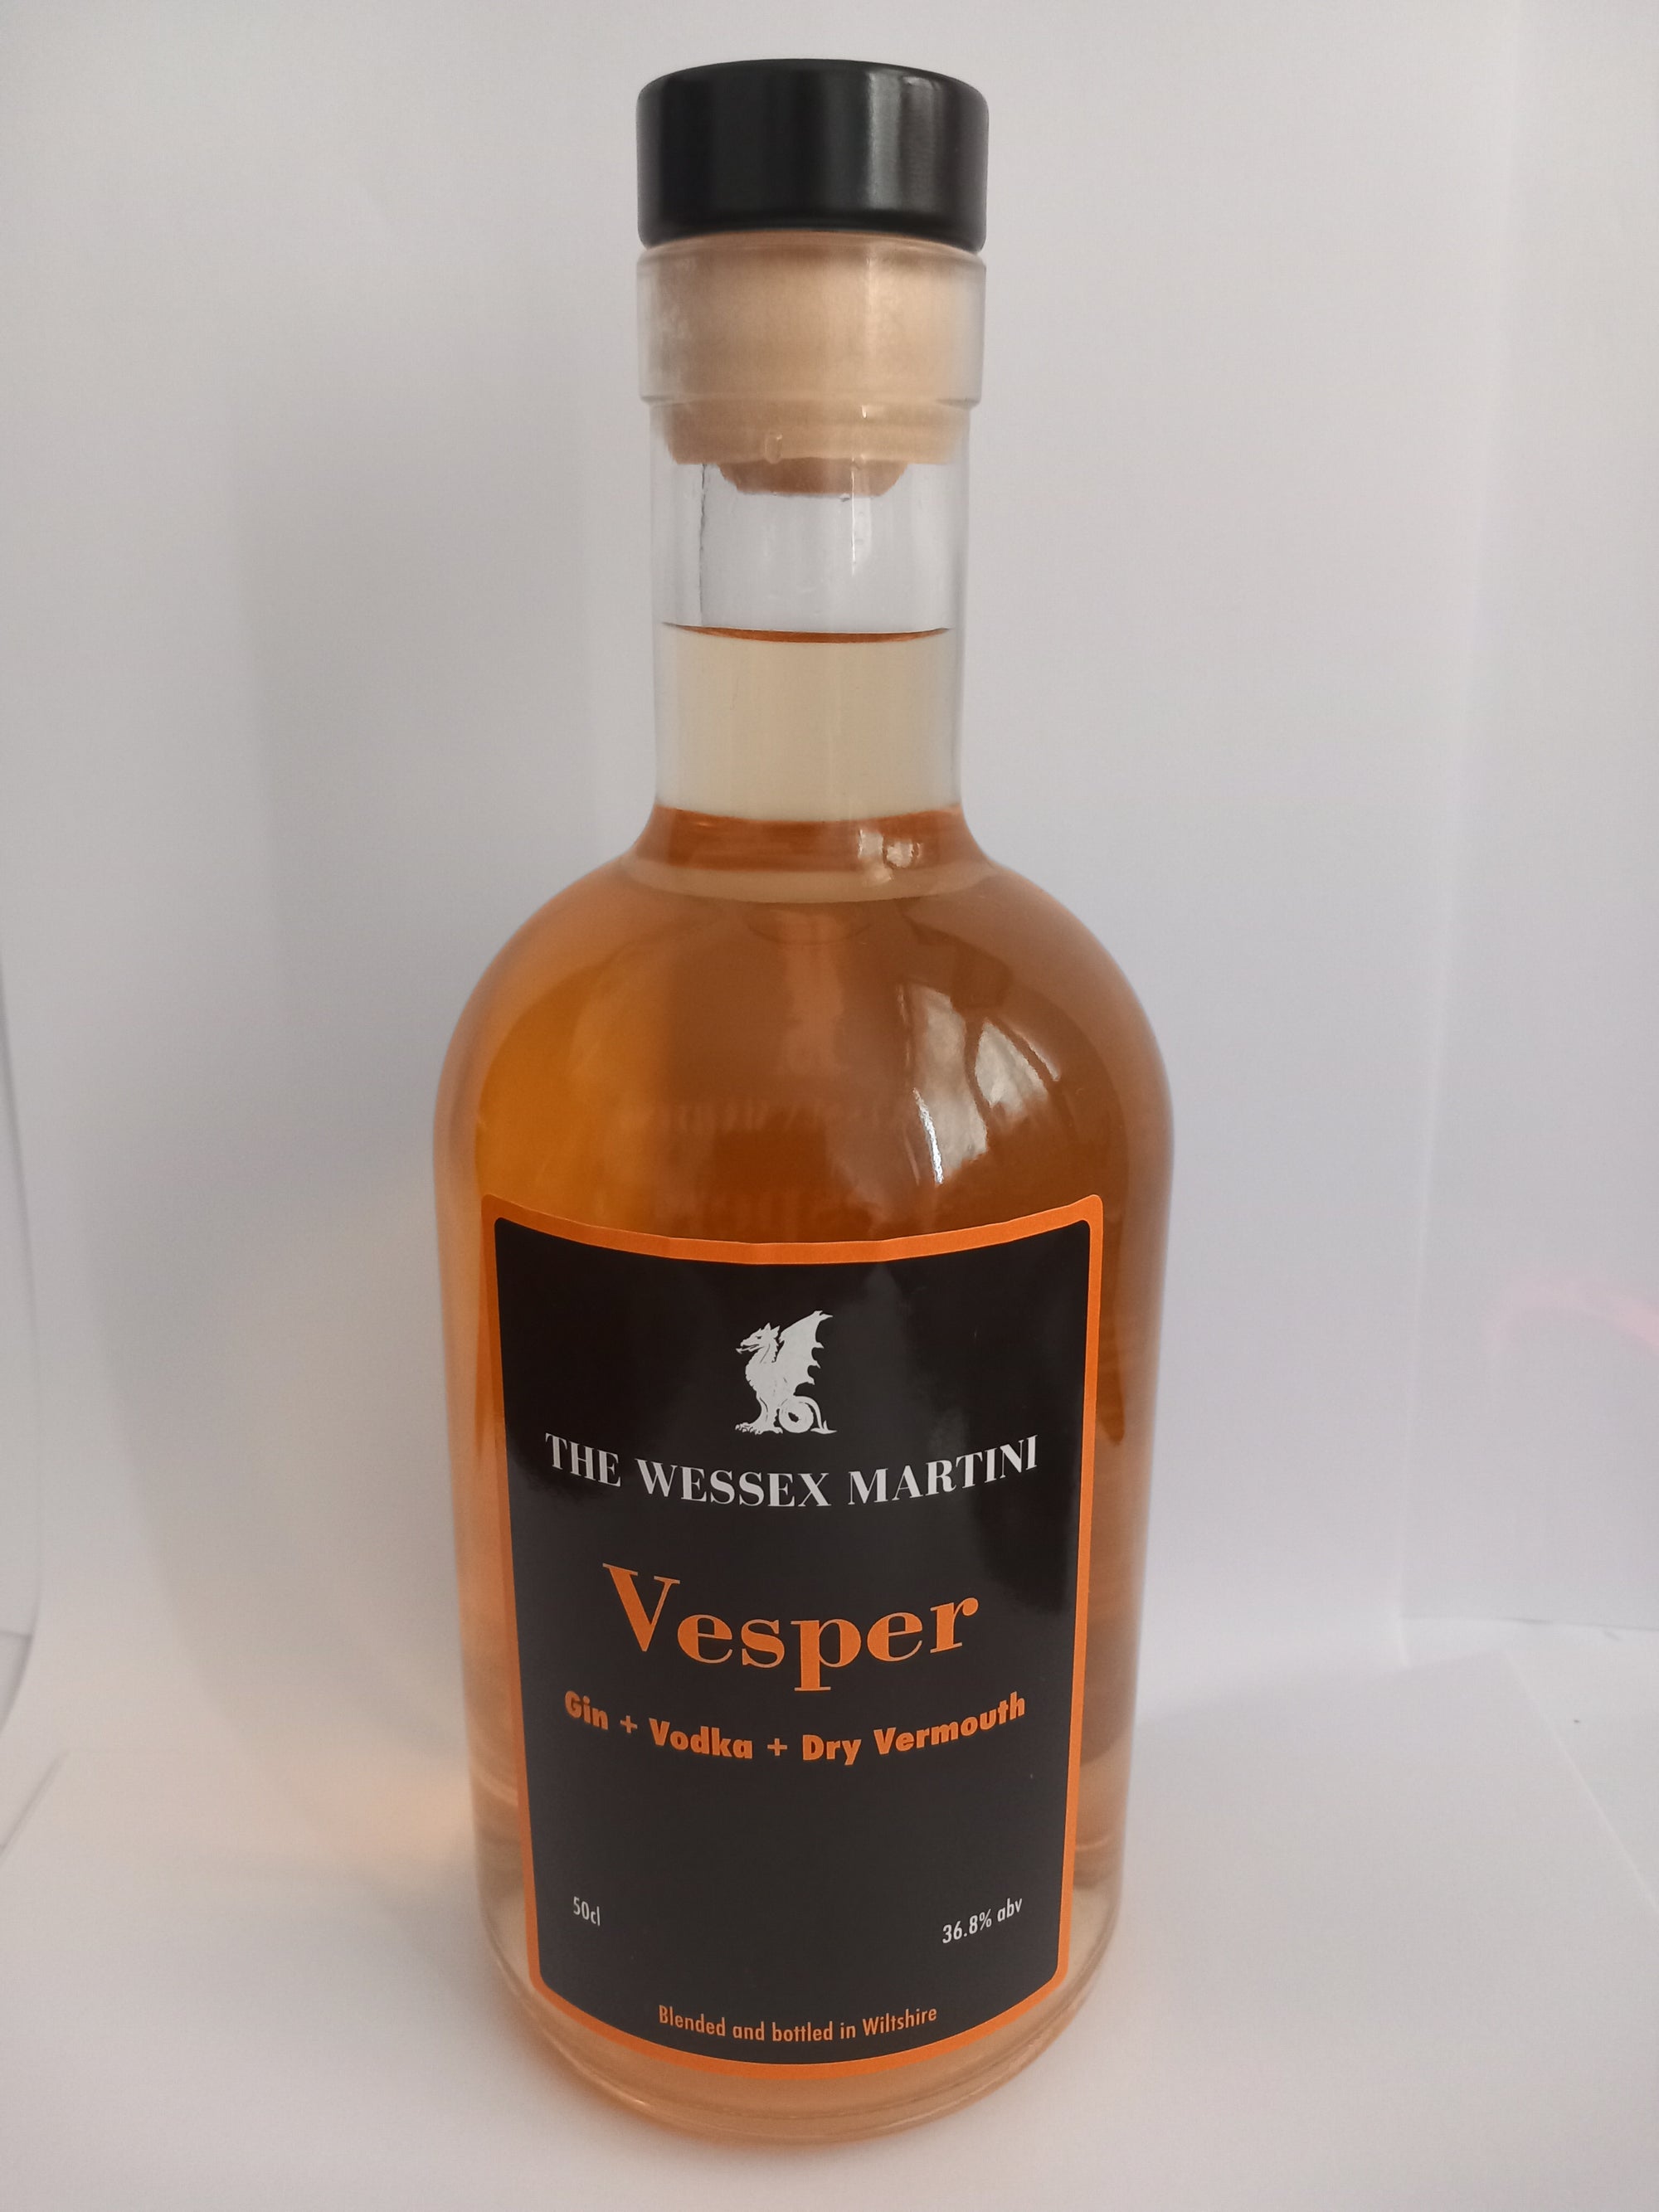 THE WESSEX MARTINI
Vesper
Gin + Vodka + Dry Vermouth
50cl
36.8% abv
Blended and bottled in Wiltshire